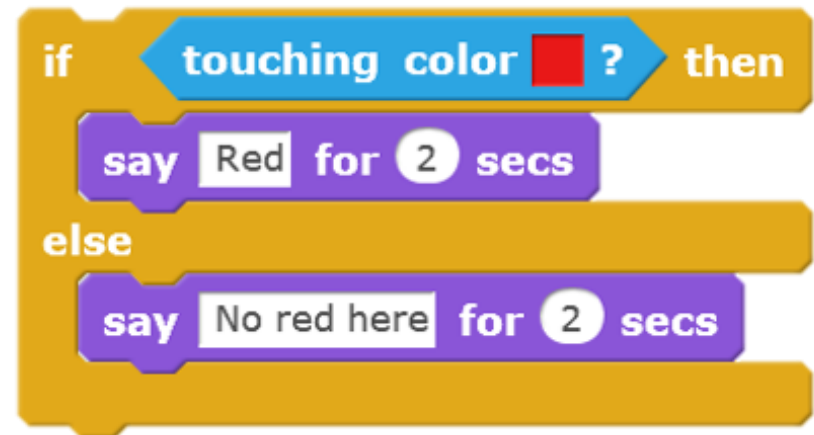 if touching color ? then
say Red for 2 secs
else
say No red here for 2 secs